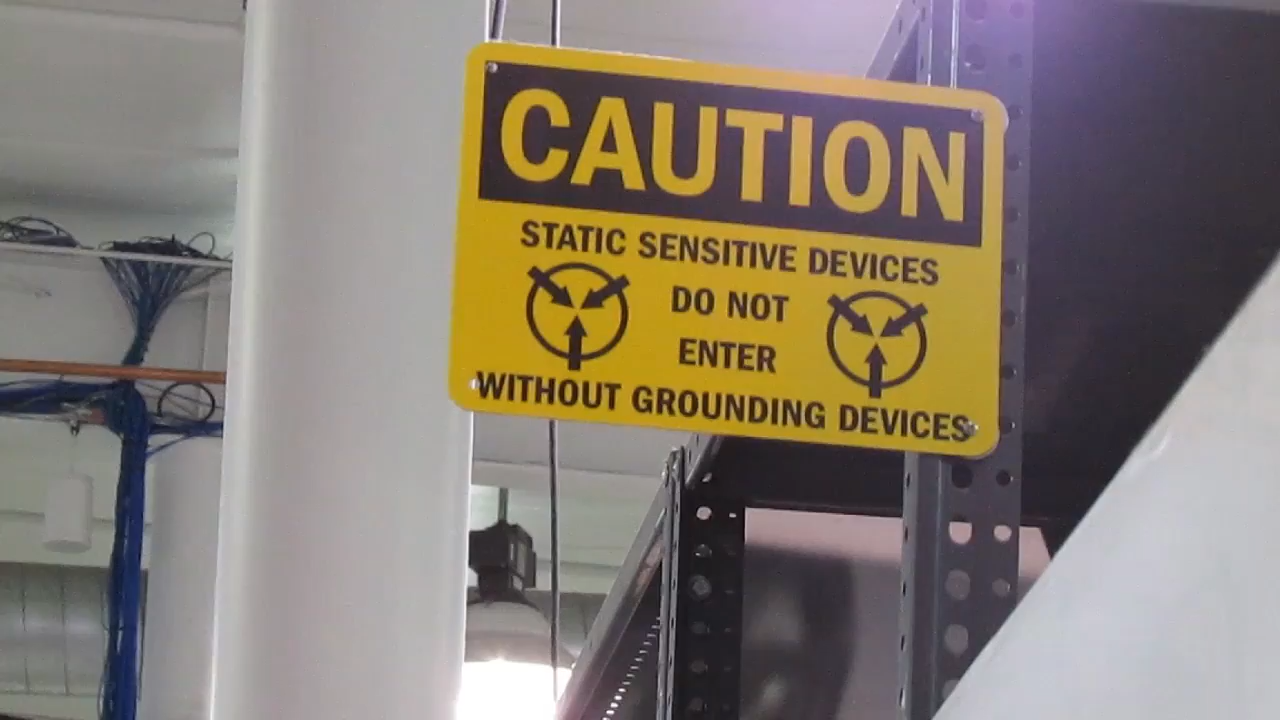 CAUTION
STATIC SENSITIVE DEVICES
DO NOT
ENTER
WITHOUT GROUNDING DEVICES